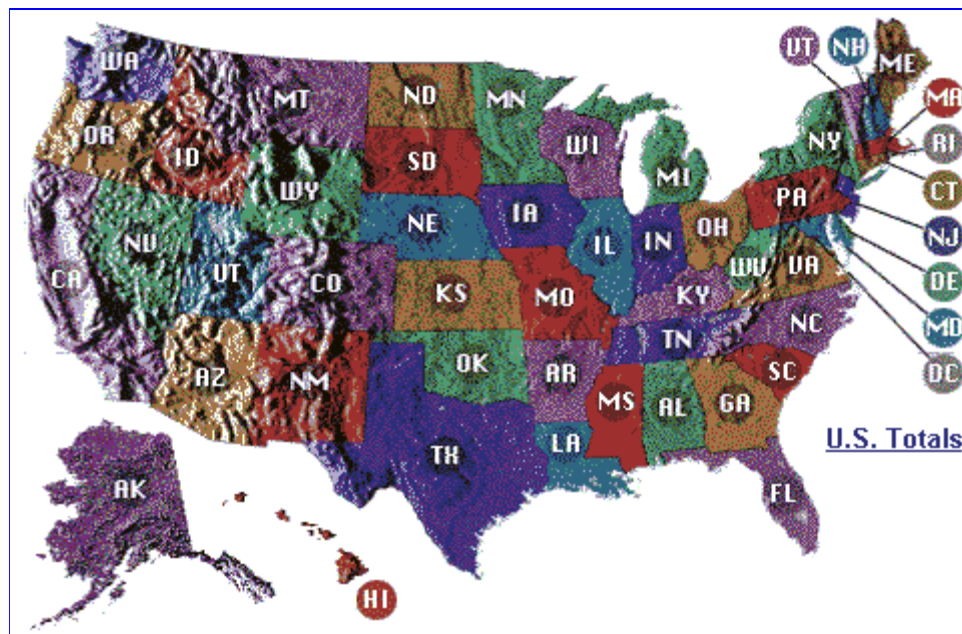 VT
NH
ME
WA
MT
ND
MN
MA
OR
ID
SD
WI
NY
RI
WY
MI
CT
PA
NV
NE
IA
IL
IN
OH
NJ
CA
UT
CO
WV
VA
DE
KS
MO
KY
MD
AZ
NM
OK
AR
TN
NC
DC
MS
AL
GA
SC
TX
LA
U.S. Totals
AK
FL
HI